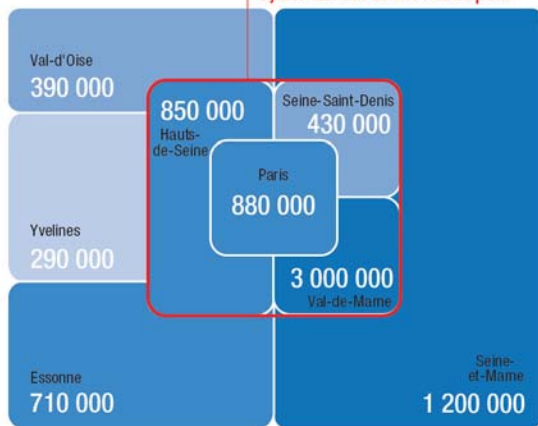 Val-d'Oise
390 000
850 000
Hauts-
de-Seine
Seine-Saint-Denis
430 000
Paris
880 000
Yvelines
290 000
3 000 000
Val-de-Marne
Essonne
710 000
Seine-
et-Marne
1 200 000